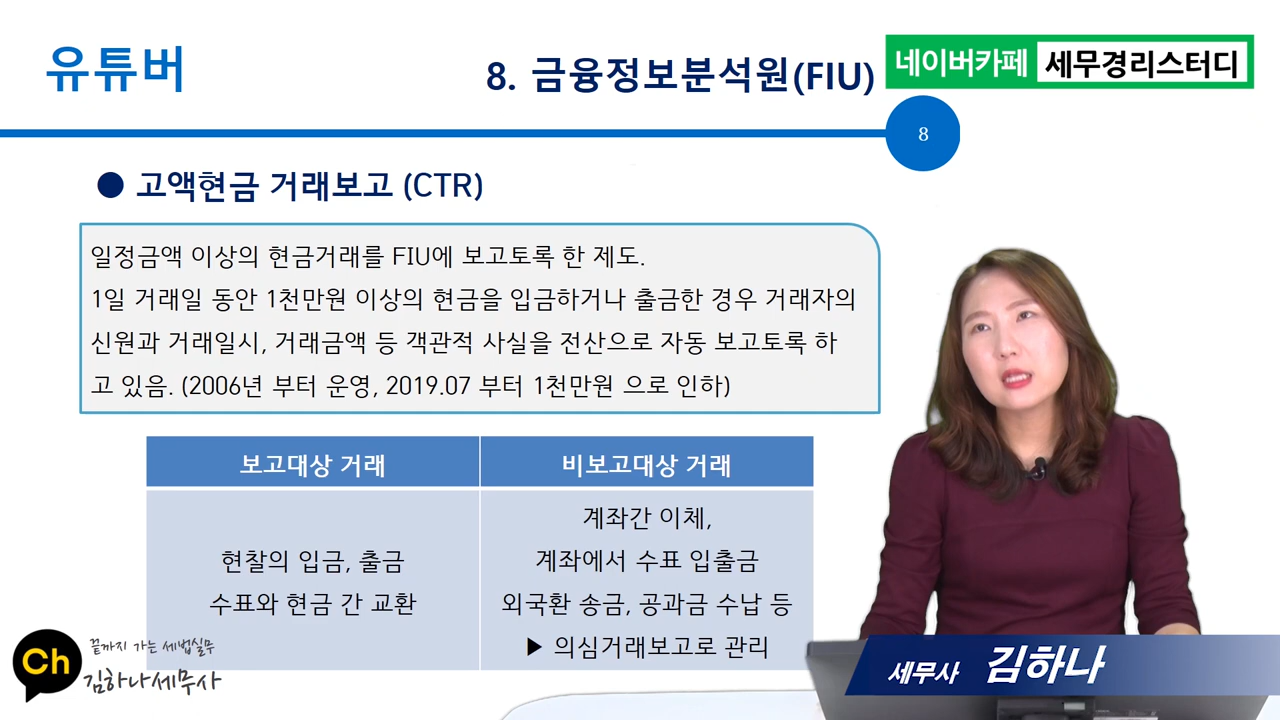 유튜버
8. 금융정보분석원(FIU)
네이버카페 세무경리스터디
8
● 고액현금 거래보고 (CTR)
일정금액 이상의 현금거래를 FIU에 보고토록 한 제도.
1일 거래일 동안 1천만원 이상의 현금을 입금하거나 출금한 경우 거래자의
신원과 거래일시, 거래금액 등 객관적 사실을 전산으로 자동 보고토록 하
고 있음. (2006년 부터 운영, 2019.07 부터 1천만원 으로 인하)
보고대상 거래
비보고대상 거래
현찰의 입금, 출금
수표와 현금 간 교환
계좌간 이체,
계좌에서 수표 입출금
외국환 송금, 공과금 수납 등
▶ 의심거래보고로 관리
Ch
끝까지 가는 세법실무
김하나세무사
세무사 김하나